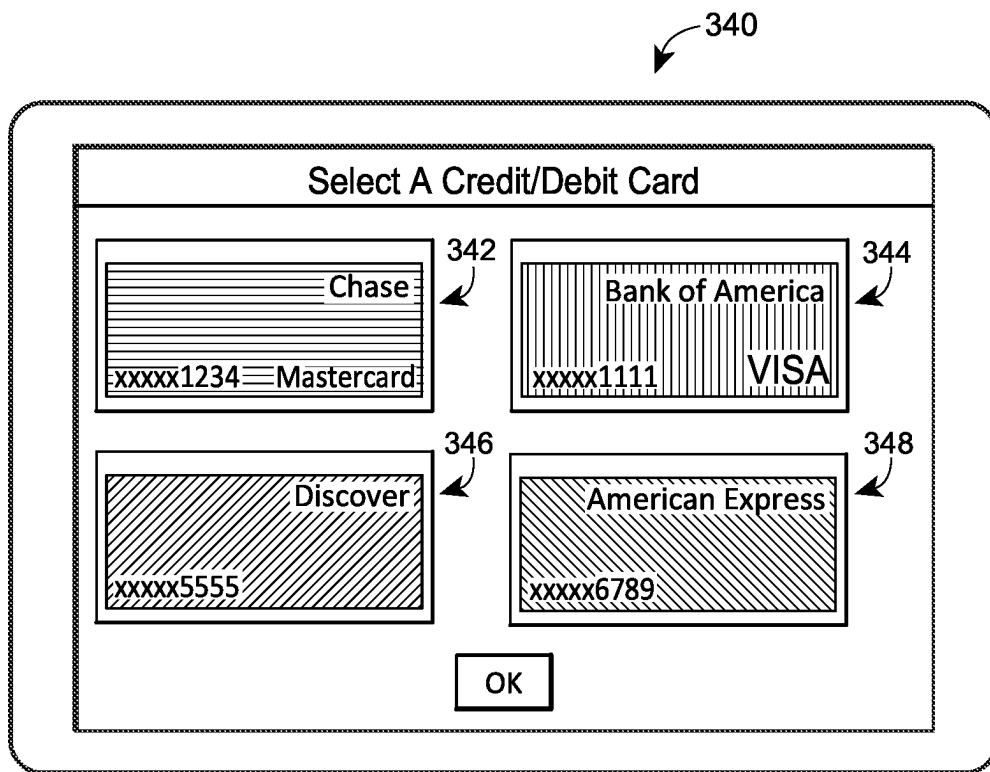 340
Select A Credit/Debit Card
342
Chase
xxxxx1234 Mastercard
344
Bank of America
xxxxx1111 VISA
346
Discover
xxxxx5555
348
American Express
xxxxx6789
OK